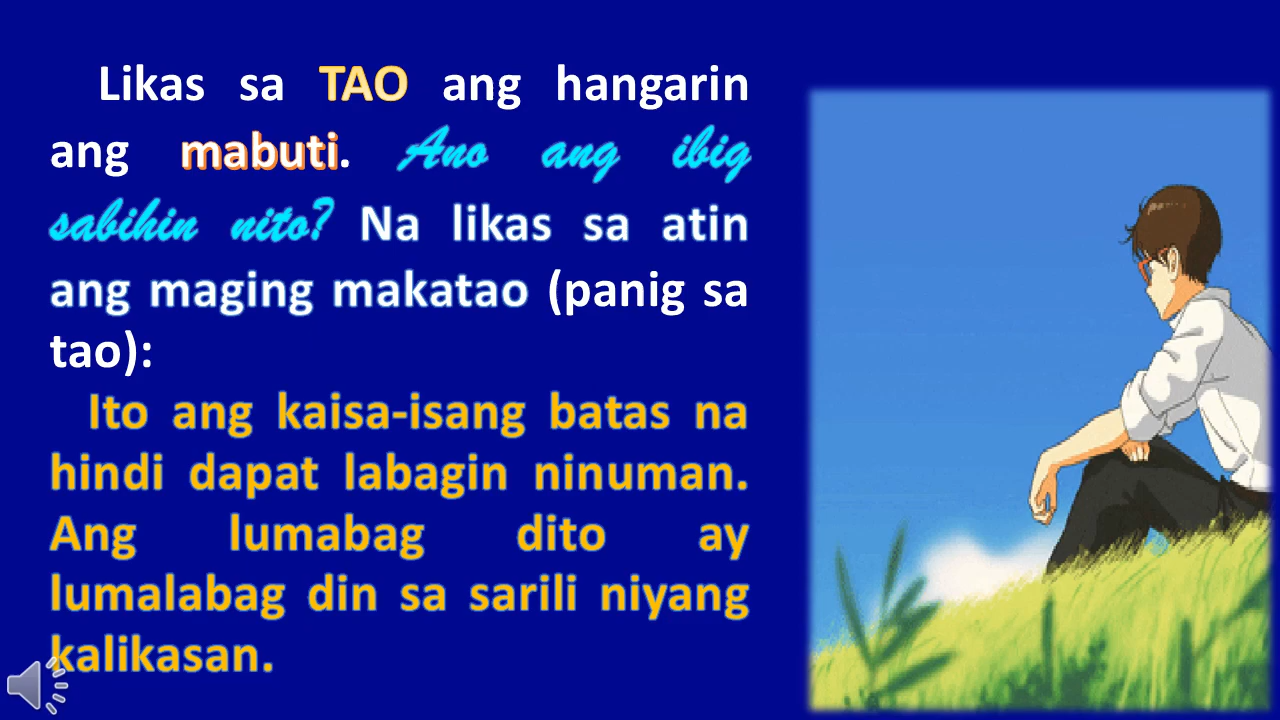 Likas sa TAO ang hangarin
ang mabuti. Ano ang ibig
sabihin nito? Na likas sa atin
ang maging makatao (panig sa
tao):
Ito ang kaisa-isang batas na
hindi dapat labagin ninuman.
Ang lumabag dito ay
lumalabag din sa sarili niyang
kalikasan.